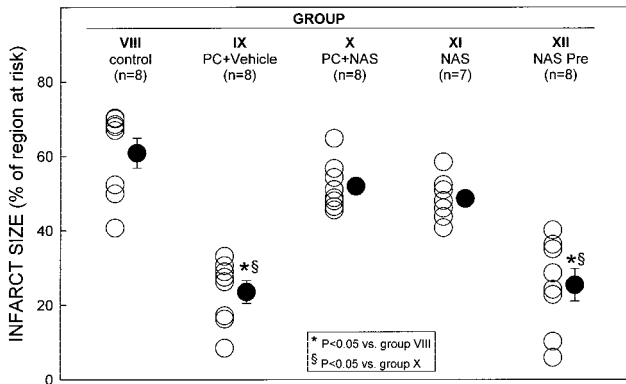 GROUP
VIII IX X XI XII
control PC+Vehicle PC+NAS NAS NAS Pre
(n=8) (n=8) (n=8) (n=7) (n=8)
INFARCT SIZE (% of region at risk)
80
60
40
20
0
*§
*§
* P<0.05 vs. group VIII
§ P<0.05 vs. group X